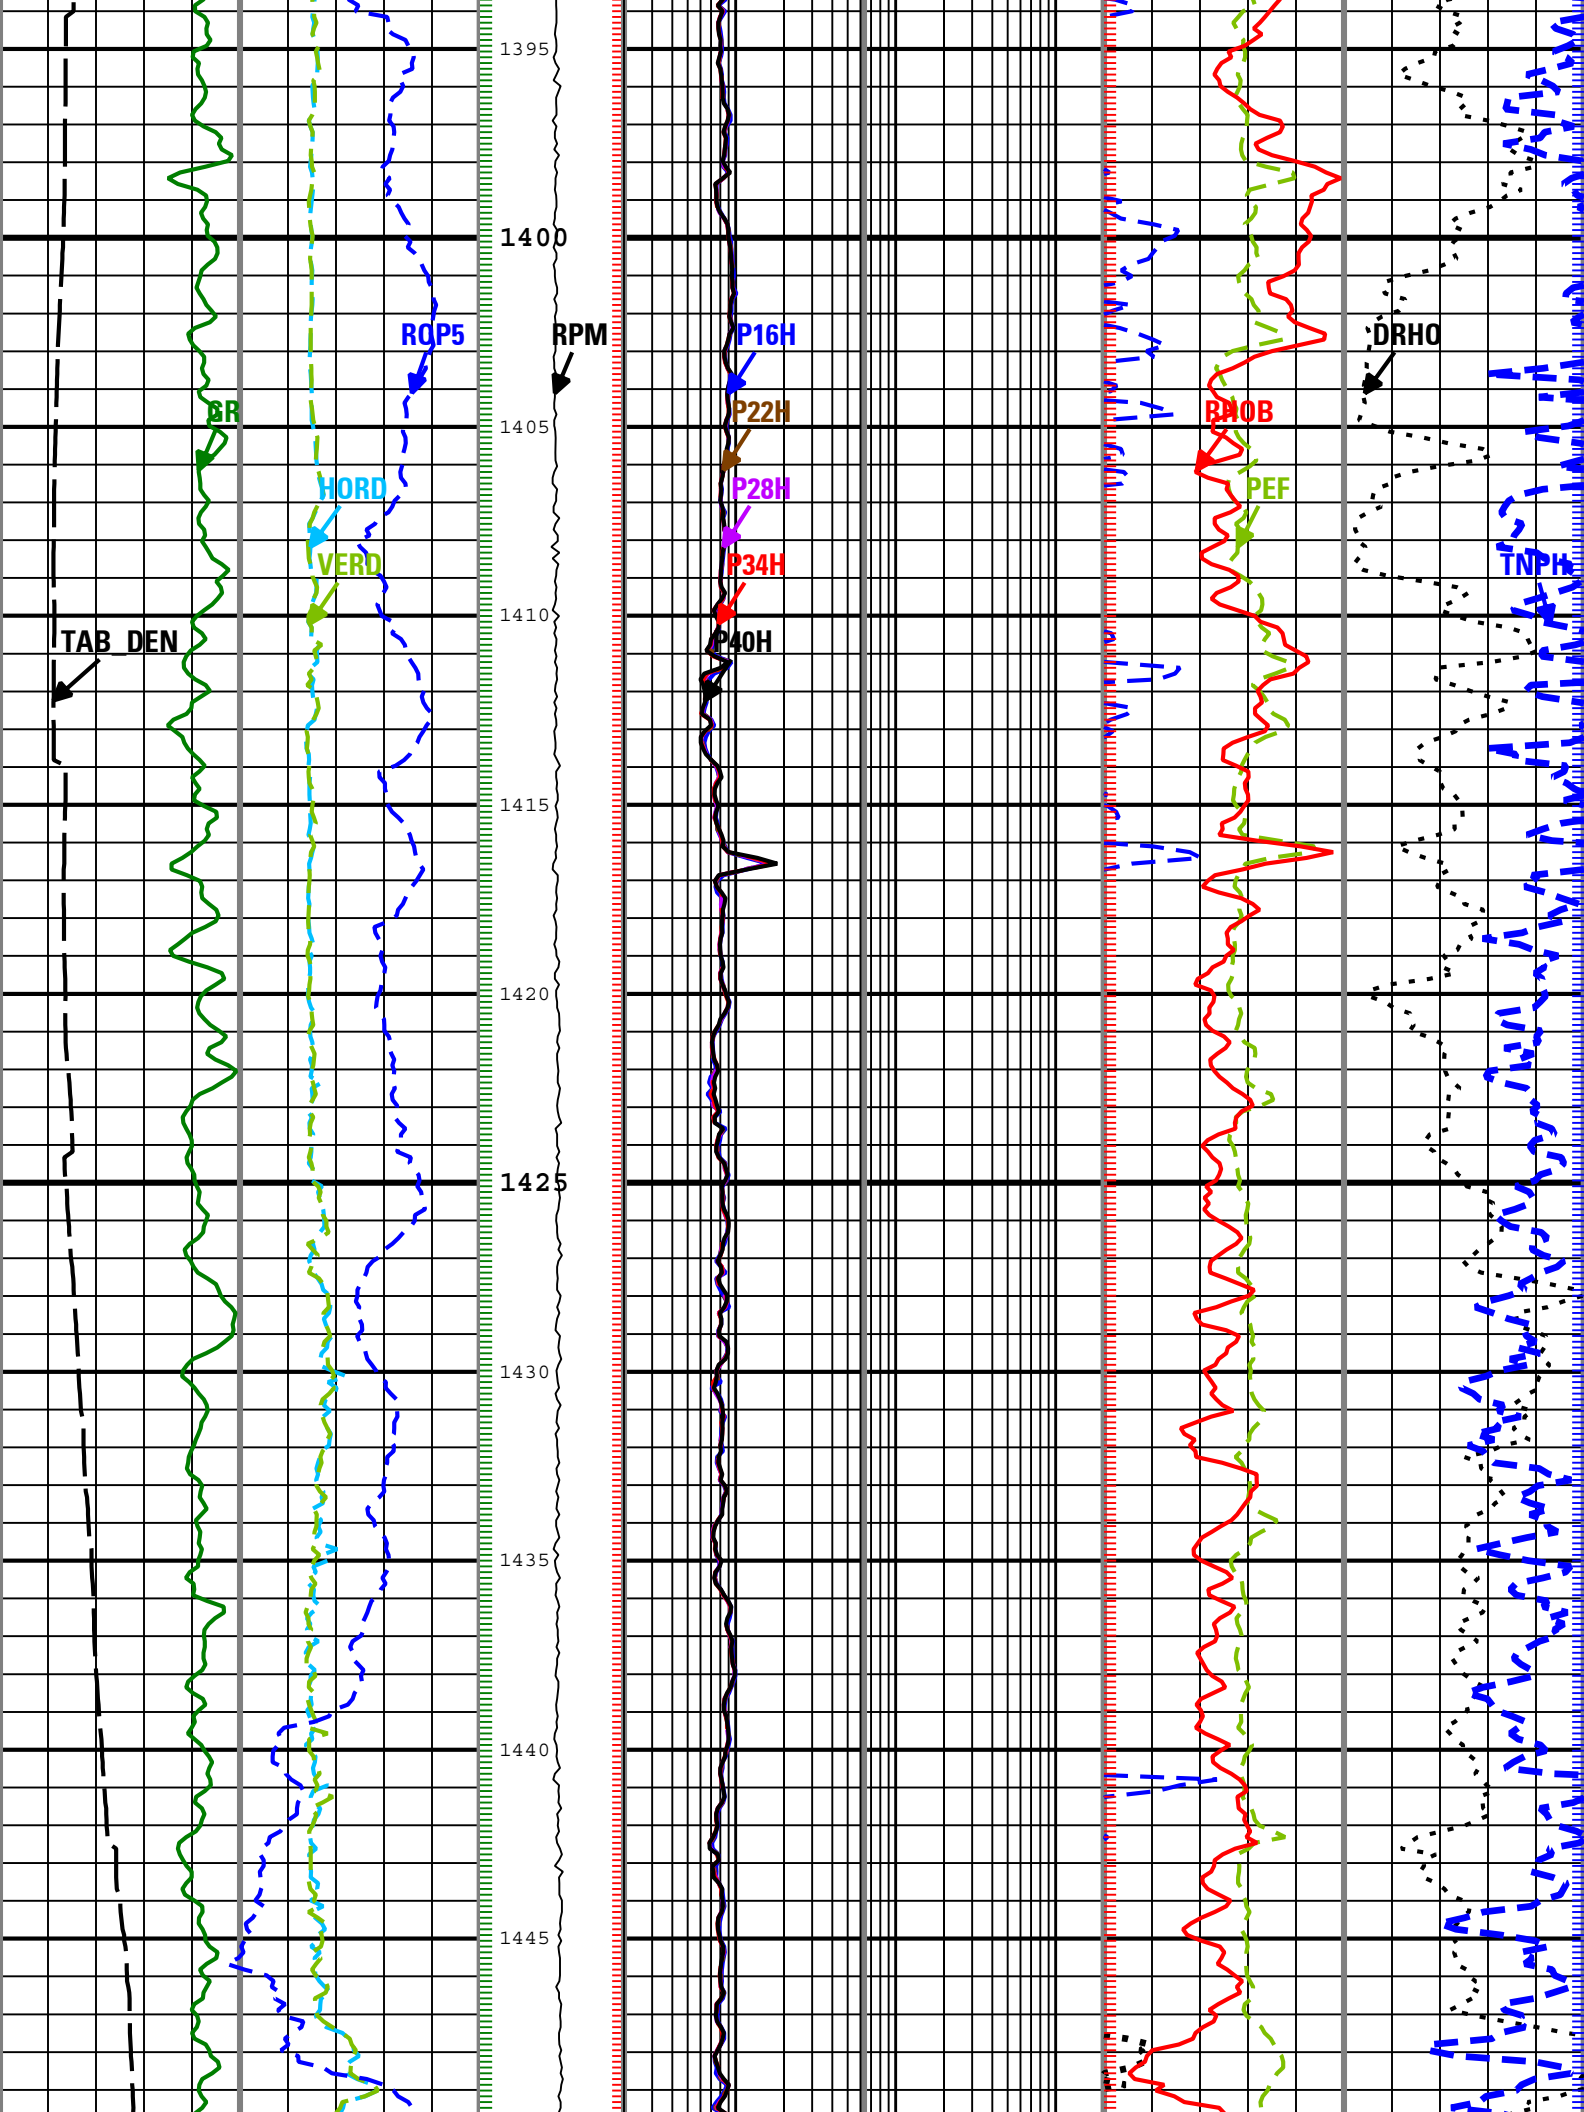 1395
1400
ROP5
RPM
P16H
DRHO
GR
1405
P22H
RHOB
HORD
P28H
PEF
VERD
P34H
TNPH
1410
TAB_DEN
P40H
1415
1420
1425
1430
1435
1440
1445